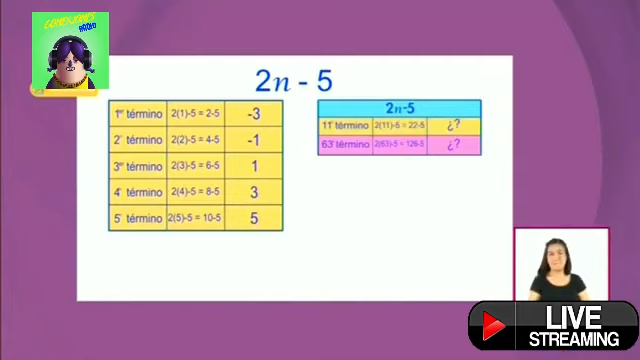 CONEXIONES
RADIO
2n - 5
1er término 2(1)-5 = 2-5 -3
2° término 2(2)-5 = 4-5 -1
3er término 2(3)-5 = 6-5 1
4° término 2(4)-5 = 8-5 3
5° término 2(5)-5 = 10-5 5
2n-5
11° término 2(11)-5 = 22-5 ¿?
63° término 2(63)-5 = 126-5 ¿?
LIVE
STREAMING